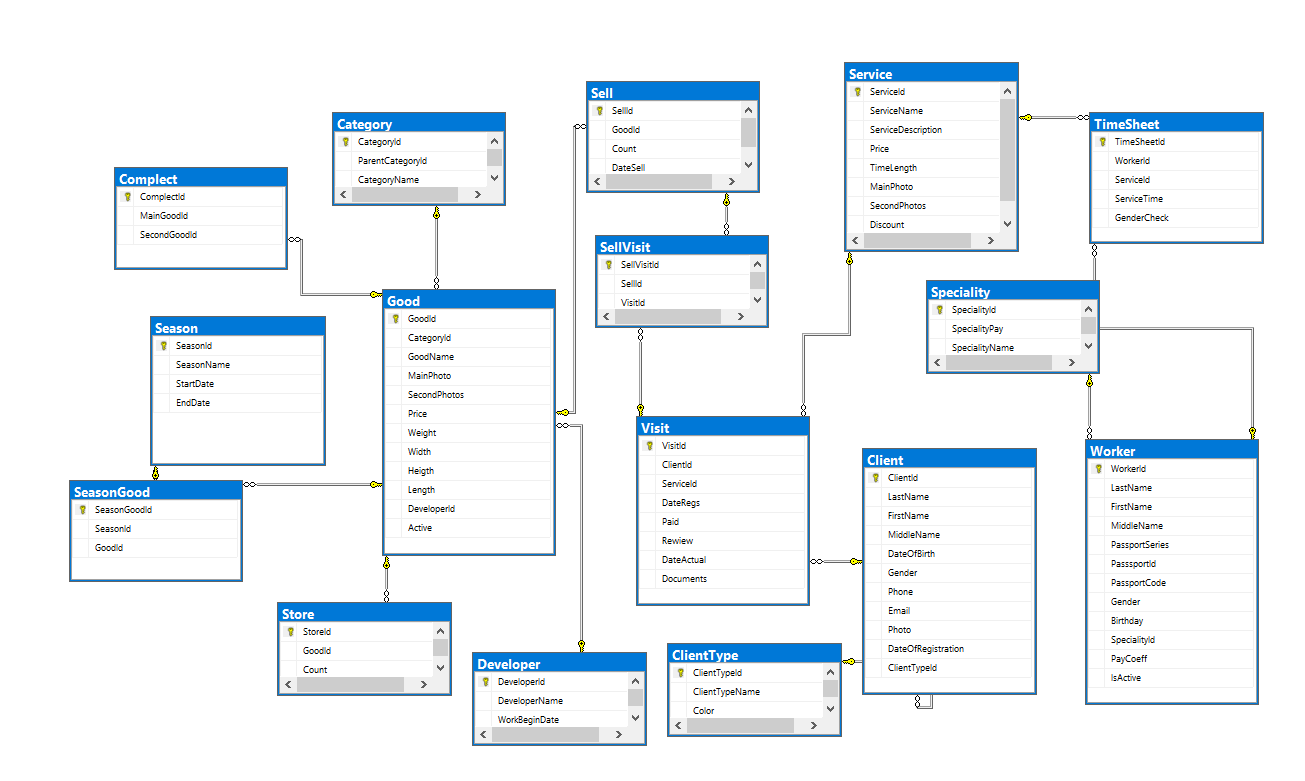 Service
ServiceId
ServiceName
ServiceDescription
Price
TimeLength
MainPhoto
SecondPhotos
Discount
Sell
SellId
GoodId
Count
DateSell
Category
CategoryId
ParentCategoryId
CategoryName
TimeSheet
TimeSheetId
WorkerId
ServiceId
ServiceTime
GenderCheck
Complect
ComplectId
MainGoodId
SecondGoodId
SellVisit
SellVisitId
SellId
VisitId
Speciality
SpecialityId
SpecialityPay
SpecialityName
Good
GoodId
CategoryId
GoodName
MainPhoto
SecondPhotos
Price
Weight
Width
Heigth
Length
DeveloperId
Active
Season
SeasonId
SeasonName
StartDate
EndDate
Visit
VisitId
ClientId
ServiceId
DateRegs
Paid
Rewiew
DateActual
Documents
Client
ClientId
LastName
FirstName
MiddleName
DateOfBirth
Gender
Phone
Email
Photo
DateOfRegistration
ClientTypeId
Worker
WorkerId
LastName
FirstName
MiddleName
PassportSeries
PasssportId
PassportCode
Gender
Birthday
SpecialityId
PayCoeff
IsActive
SeasonGood
SeasonGoodId
SeasonId
GoodId
Store
StoreId
GoodId
Count
Developer
DeveloperId
DeveloperName
WorkBeginDate
ClientType
ClientTypeId
ClientTypeName
Color